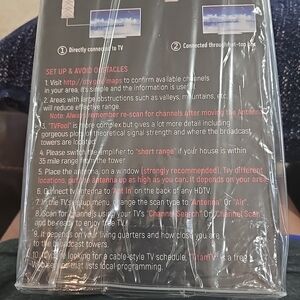 ① Directly connected to TV
② Connected through set-top box
SET UP & AVOID OBSTACLES
1. Visit http://dtv.gov/maps to confirm available channels
in your area, it's simple and the information is useful
2. Areas with large obstructions such as valleys, mountains, etc.
will reduce effective range.
Note: Always remember re-scan for channels after moving the Antenna
3. "TVFool" is more complex but gives a lot more detail including
gorgeous plots of theoretical signal strength and where the broadcast
towers are located.
4. Please switch the amplifier to "short range" if your house is within
35 mile range from the tower.
5. Place the antenna, on a window (strongly recommended); Try different
locations, putting antenna up as high as you can. It depends on your area.
6. Connect the antenna to "Ant In" on the back of any HDTV.
7. In the TV's setup menu, change the scan type to "Antenna" Or "Air".
8. Scan for channels using your TV's "Channel Search" Or "Channel Scan"
and be ready to enjoy the TV!
9. It depends on your living quarters and how close you are
to the broadcast towers.
10. If you're looking for a cable-style TV schedule, "TitanTV" is a free
that lists local programming.